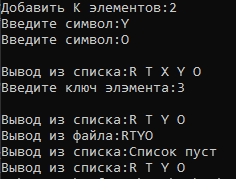 Добавить K элементов:2
Введите символ:Y
Введите символ:O
Вывод из списка:R T X Y O
Введите ключ элэмента:3
Вывод из списка:R T Y O
Вывод из файла:RTYO
Вывод из списка:Список пуст
Вывод из списка:R T Y O